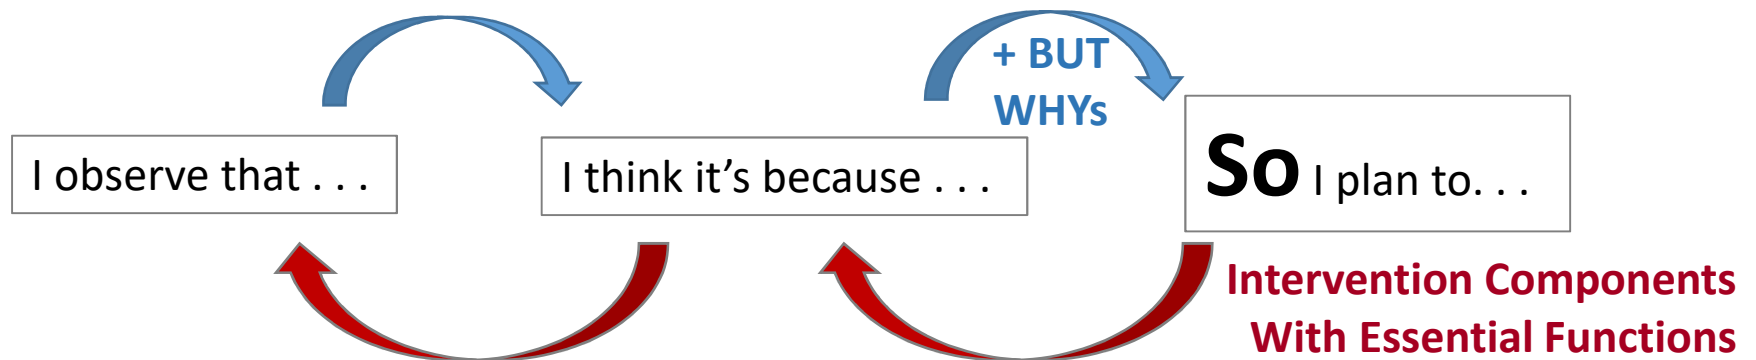 + BUT
WHYs
I observe that . . .
I think it’s because . . .
So I plan to. . .
Intervention Components
With Essential Functions